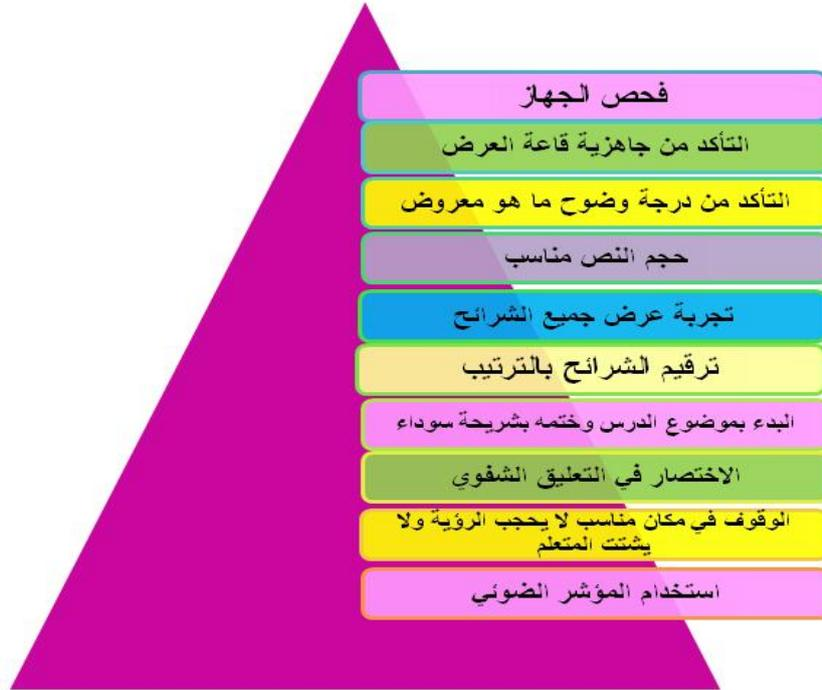 فحص الجهاز
التأكد من جاهزية قاعة العرض
التأكد من درجة وضوح ما هو معروض
حجم النص مناسب
تجربة عرض جميع الشرائح
ترقيم الشرائح بالترتيب
البدء بموضوع الدرس وختمه بشريحة سوداء
الاختصار في التعليق الشفوي
الوقوف في مكان مناسب لا يحجب الرؤية ولا
يشتت المتعلم
استخدام المؤشر الضوئي